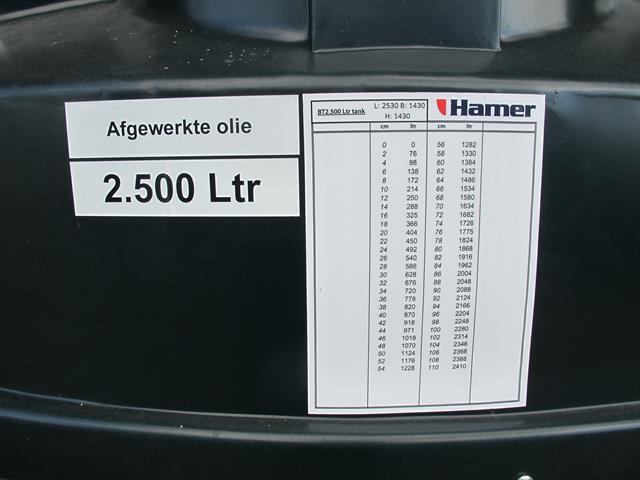 Afgewerkte olie
2.500 Ltr
BT2.500 Ltr tank L: 2530 B: 1430
H: 1430
Hamer
cm ltr cm ltr
0 0 56 1282
2 76 58 1330
4 98 60 1384
6 138 62 1432
8 172 64 1486
10 214 66 1534
12 250 68 1580
14 288 70 1634
16 325 72 1682
18 366 74 1726
20 404 76 1775
22 450 78 1824
24 492 80 1868
26 540 82 1916
28 586 84 1962
30 628 86 2004
32 676 88 2048
34 720 90 2088
36 778 92 2124
38 820 94 2166
40 870 96 2204
42 918 98 2248
44 971 100 2280
46 1018 102 2314
48 1070 104 2346
50 1124 106 2368
52 1176 108 2388
54 1228 110 2410